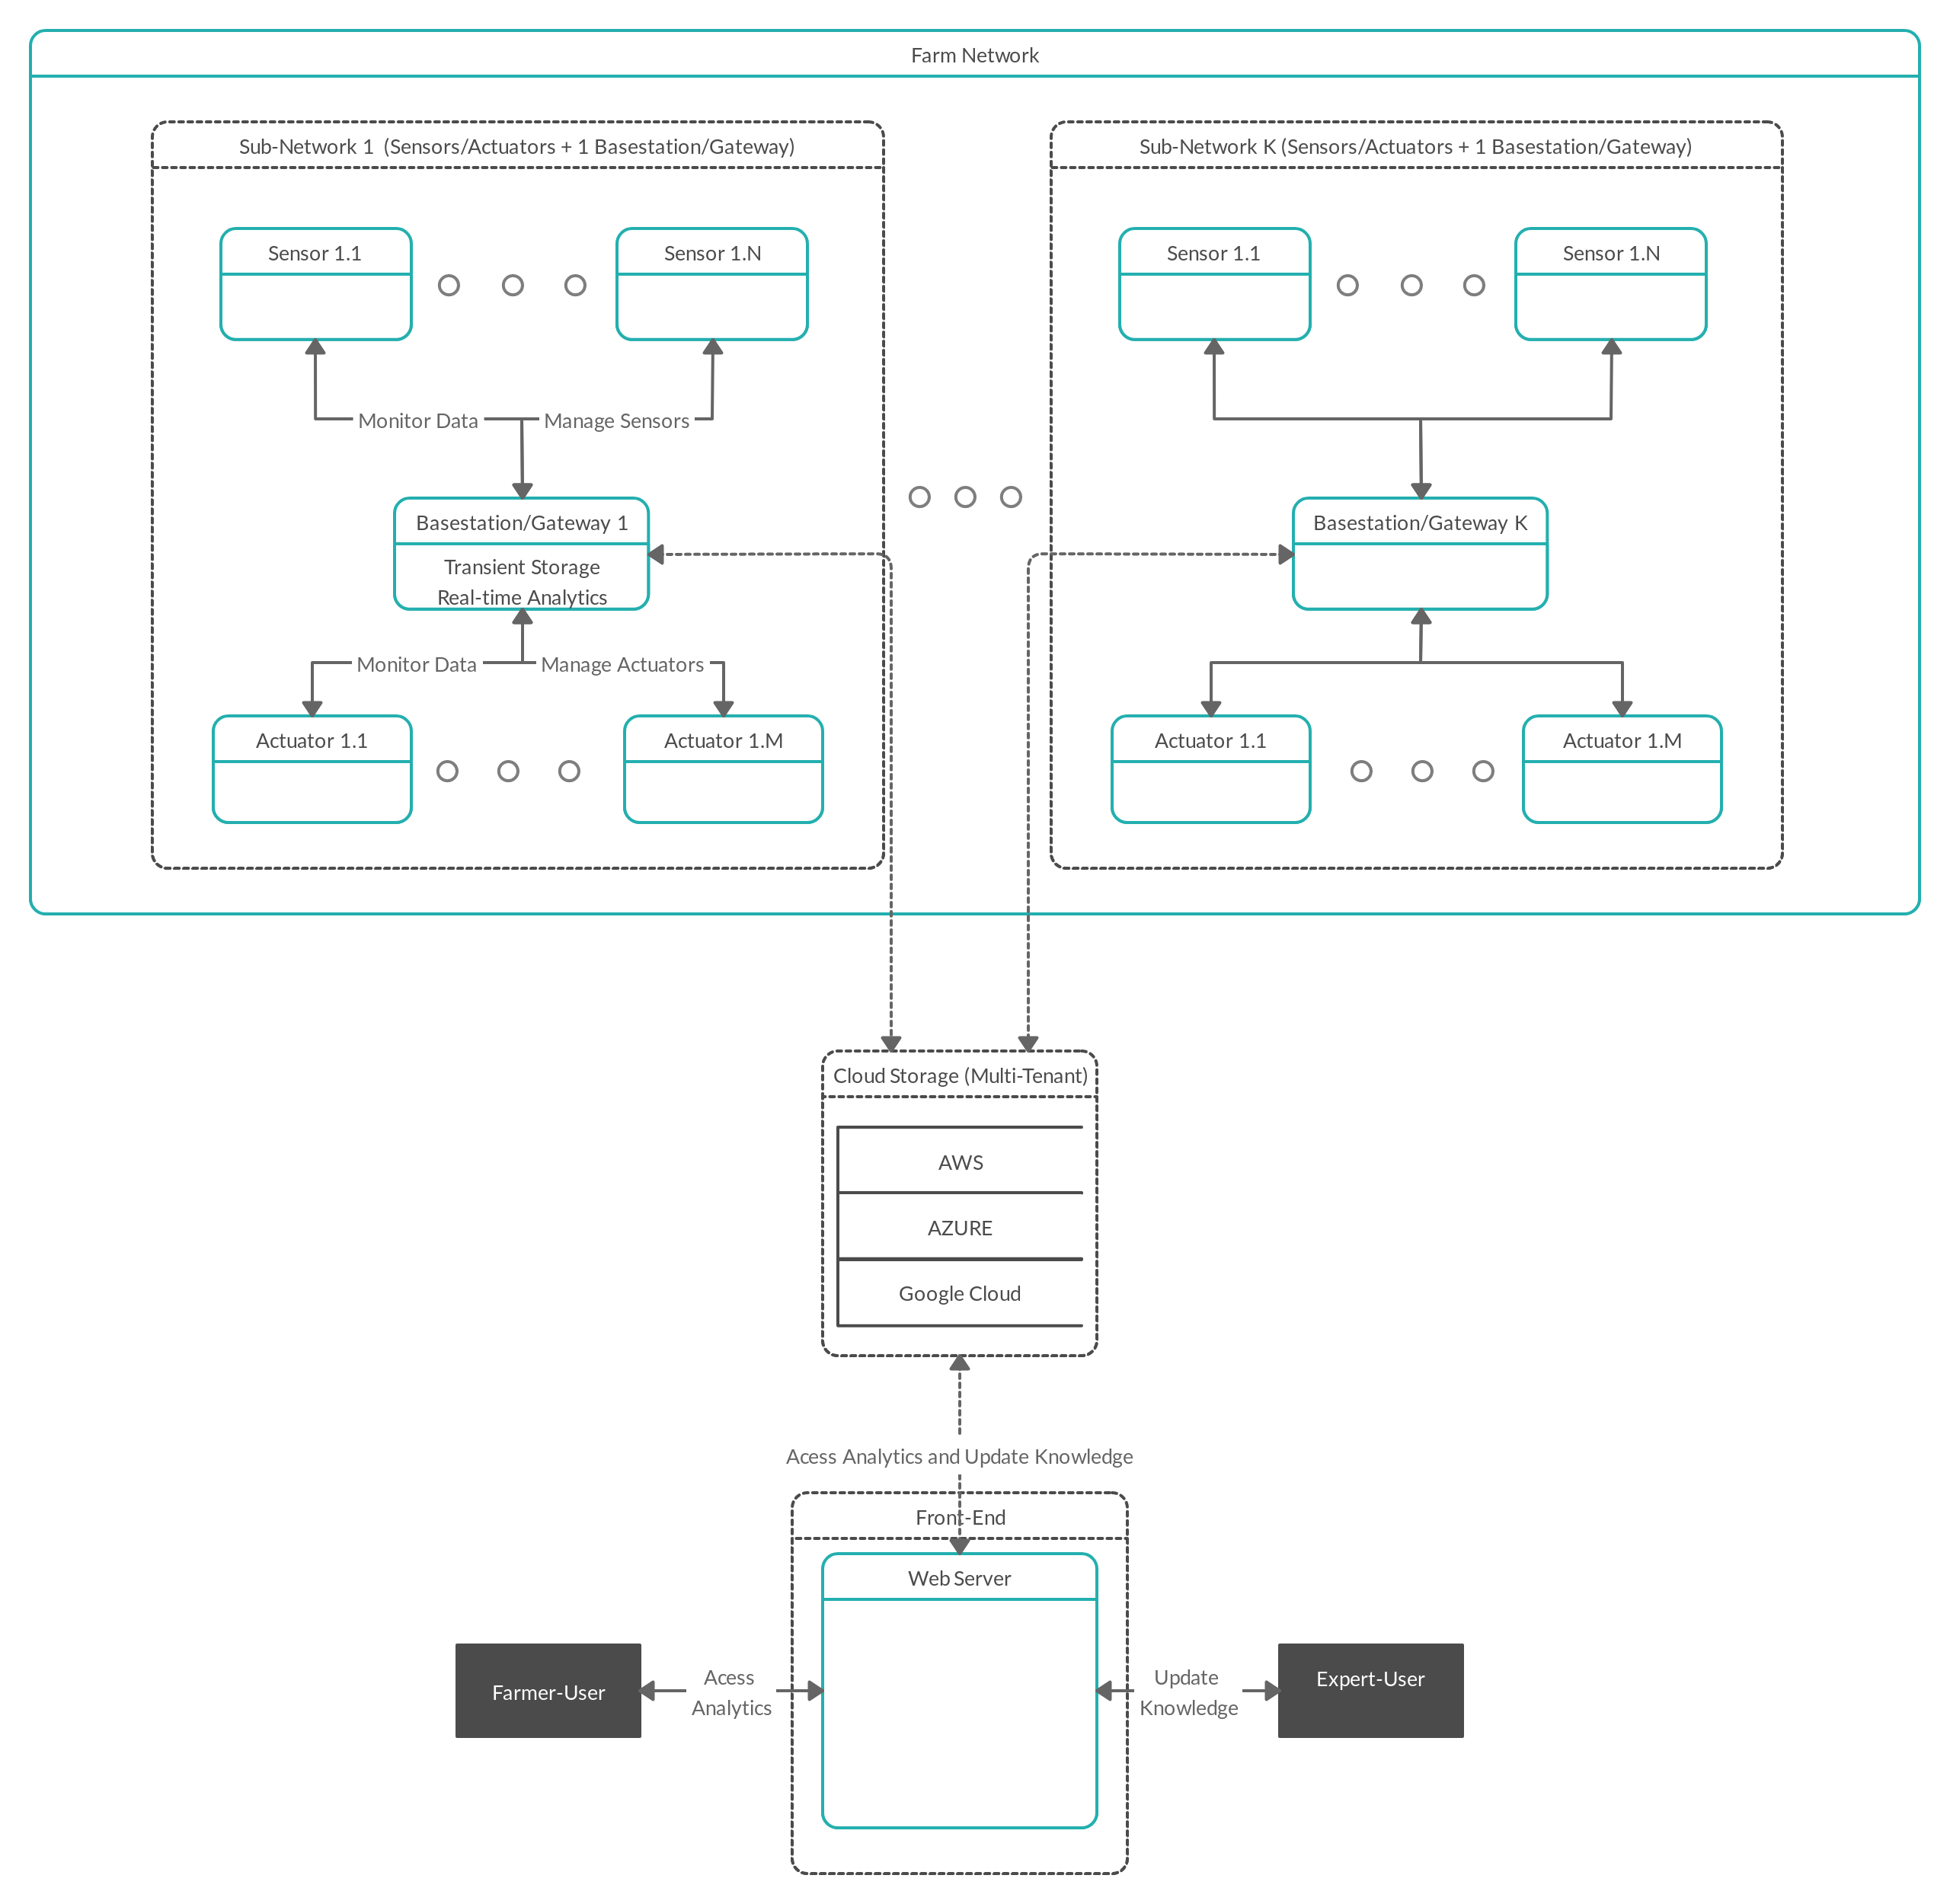 Farm Network
Sub-Network 1  (Sensors/Actuators + 1 Basestation/Gateway)
Sensor 1.1
Sensor 1.N
Monitor Data
Manage Sensors
Basestation/Gateway 1
Transient Storage
Real-time Analytics
Monitor Data
Manage Actuators
Actuator 1.1
Actuator 1.M
Sub-Network K (Sensors/Actuators + 1 Basestation/Gateway)
Sensor 1.1
Sensor 1.N
Basestation/Gateway K
Actuator 1.1
Actuator 1.M
Cloud Storage (Multi-Tenant)
AWS
AZURE
Google Cloud
Acess Analytics and Update Knowledge
Front-End
Web Server
Farmer-User
Acess
Analytics
Update
Knowledge
Expert-User